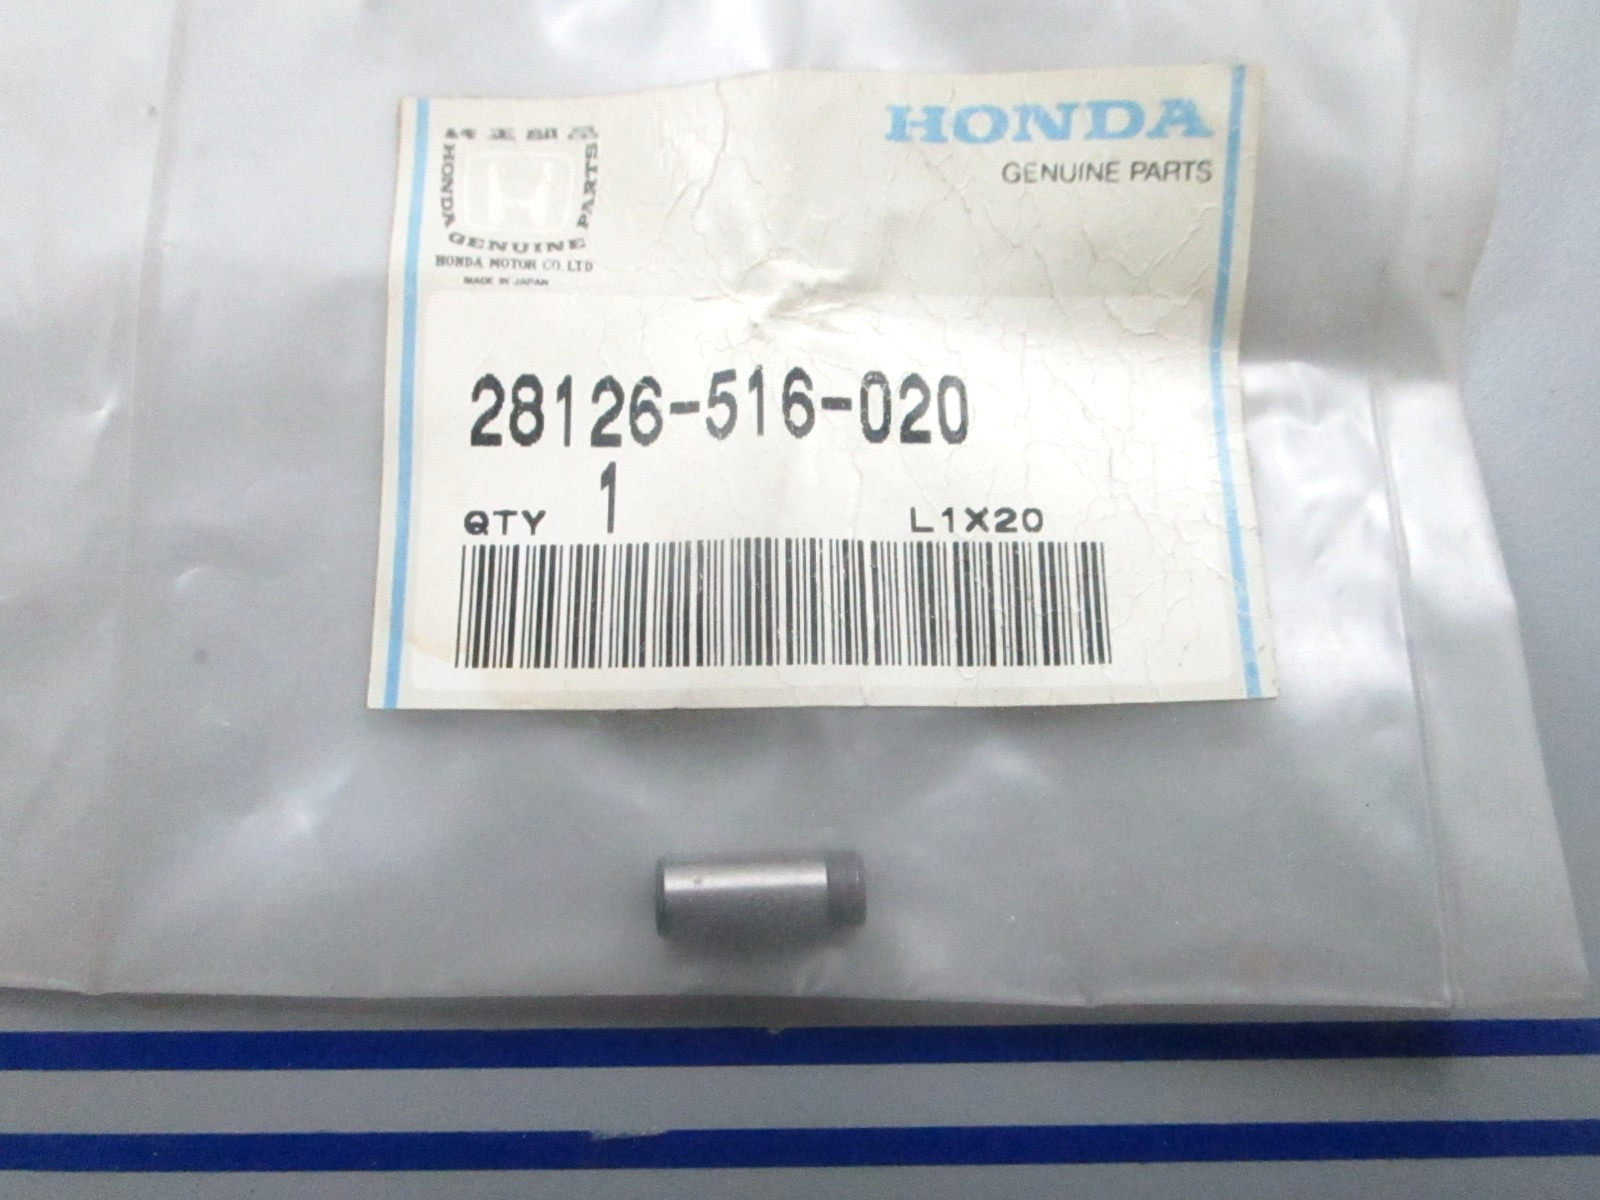 HONDA
GENUINE PARTS
HONDA
GENUINE
PARTS
HONDA MOTOR CO., LTD
MADE IN JAPAN
28126-516-020
QTY 1
L1X20